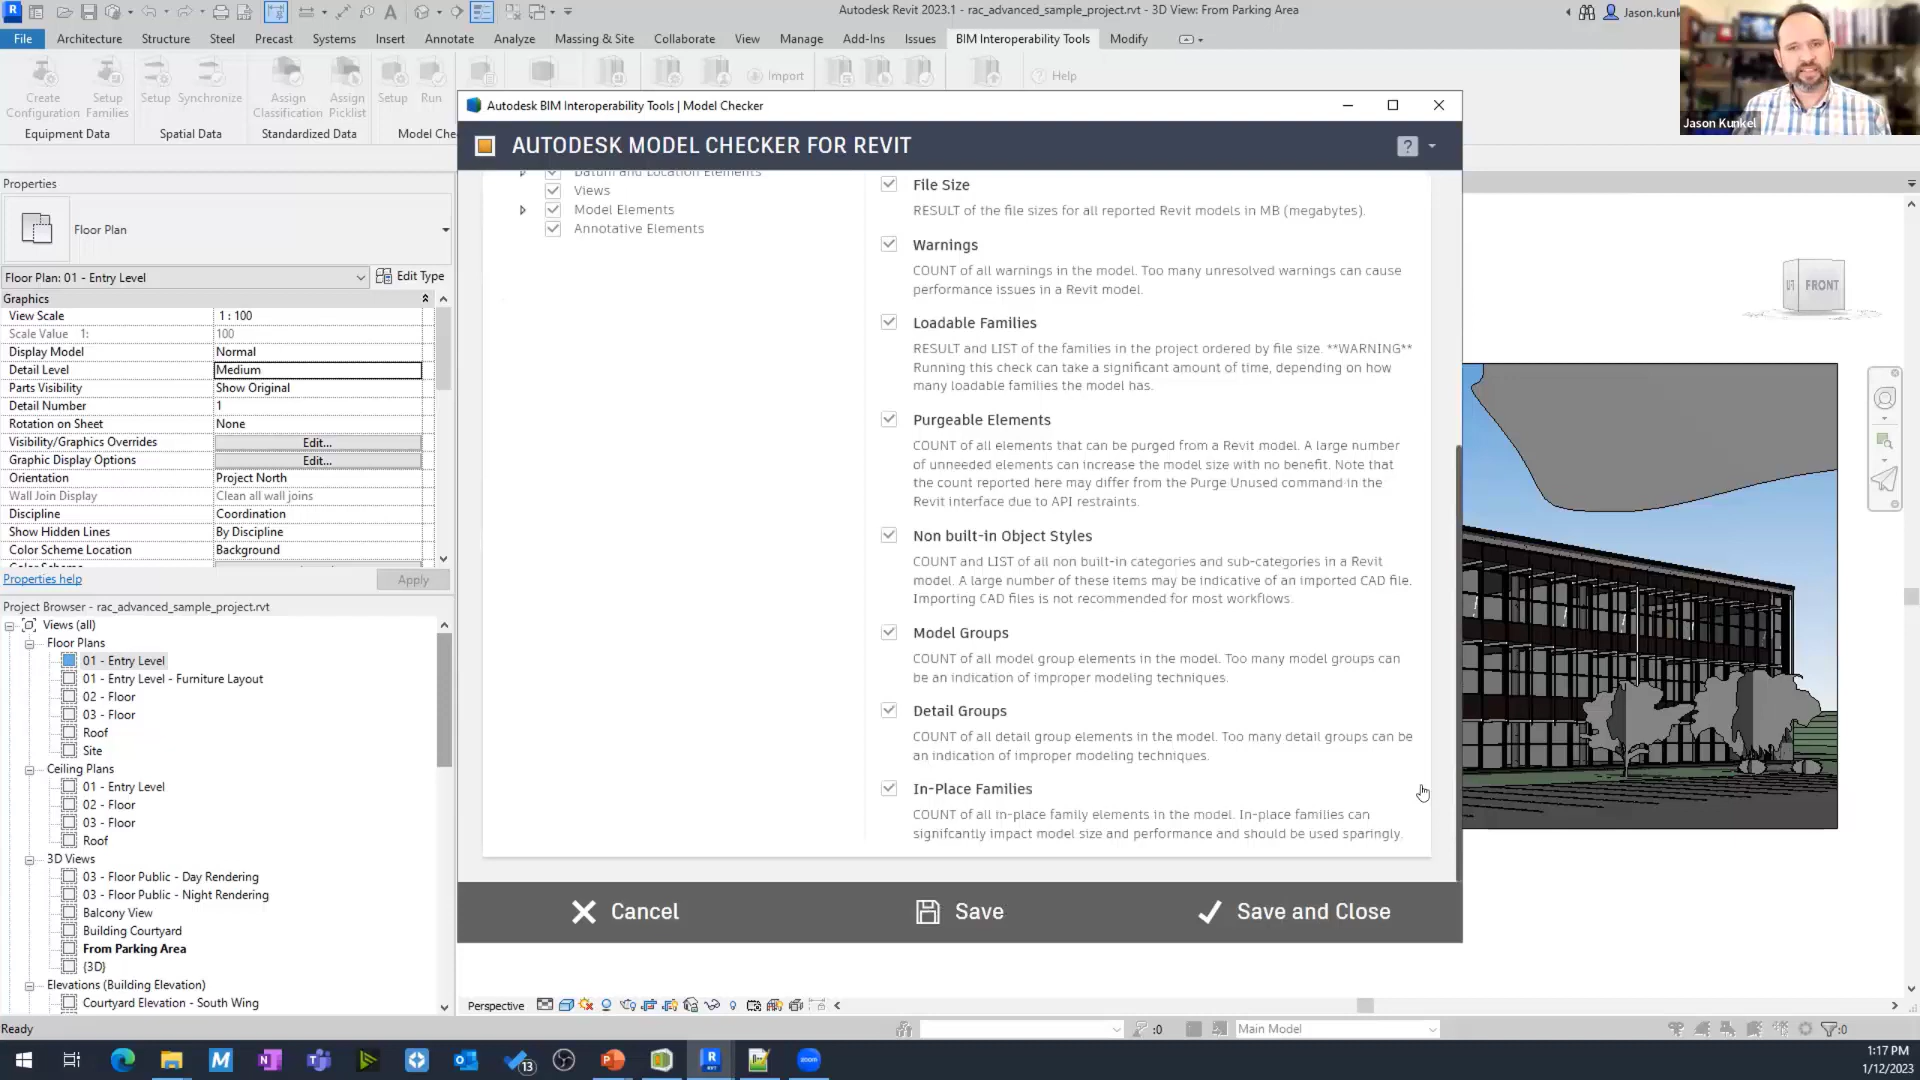 Autodesk Revit 2023.1 - rac_advanced_sample_project.rvt - 3D View: From Parking Area
Jason.kunk
File Architecture Structure Steel Precast Systems Insert Annotate Analyze Massing & Site Collaborate View Manage Add-Ins Issues BIM Interoperability Tools Modify
Create Configuration
Setup Families
Setup
Synchronize
Assign Classification
Assign Picklist
Setup
Run
Import
Help
Equipment Data
Spatial Data
Standardized Data
Model Che
Jason Kunkel
Autodesk BIM Interoperability Tools | Model Checker
AUTODESK MODEL CHECKER FOR REVIT
?
Properties
Floor Plan
Floor Plan: 01 - Entry Level
Edit Type
Graphics
View Scale 1 : 100
Scale Value 1: 100
Display Model Normal
Detail Level Medium
Parts Visibility Show Original
Detail Number 1
Rotation on Sheet None
Visibility/Graphics Overrides Edit...
Graphic Display Options Edit...
Orientation Project North
Wall Join Display Clean all wall joins
Discipline Coordination
Show Hidden Lines By Discipline
Color Scheme Location Background
Color Scheme
Properties help
Apply
Project Browser - rac_advanced_sample_project.rvt
Views (all)
Floor Plans
01 - Entry Level
01 - Entry Level - Furniture Layout
02 - Floor
03 - Floor
Roof
Site
Ceiling Plans
01 - Entry Level
02 - Floor
03 - Floor
Roof
3D Views
03 - Floor Public - Day Rendering
03 - Floor Public - Night Rendering
Balcony View
Building Courtyard
From Parking Area
{3D}
Elevations (Building Elevation)
Courtyard Elevation - South Wing
Datum and Location Elements
Views
Model Elements
Annotative Elements
File Size
RESULT of the file sizes for all reported Revit models in MB (megabytes).
Warnings
COUNT of all warnings in the model. Too many unresolved warnings can cause
performance issues in a Revit model.
Loadable Families
RESULT and LIST of the families in the project ordered by file size. **WARNING**
Running this check can take a significant amount of time, depending on how
many loadable families the model has.
Purgeable Elements
COUNT of all elements that can be purged from a Revit model. A large number
of unneeded elements can increase the model size with no benefit. Note that
the count reported here may differ from the Purge Unused command in the
Revit interface due to API restraints.
Non built-in Object Styles
COUNT and LIST of all non built-in categories and sub-categories in a Revit
model. A large number of these items may be indicative of an imported CAD file.
Importing CAD files is not recommended for most workflows.
Model Groups
COUNT of all model group elements in the model. Too many model groups can
be an indication of improper modeling techniques.
Detail Groups
COUNT of all detail group elements in the model. Too many detail groups can be
an indication of improper modeling techniques.
In-Place Families
COUNT of all in-place family elements in the model. In-place families can
signifcantly impact model size and performance and should be used sparingly.
Cancel
Save
Save and Close
FRONT
Perspective
Ready
:0
Main Model
:0
13
zoom
1:17 PM
1/12/2023